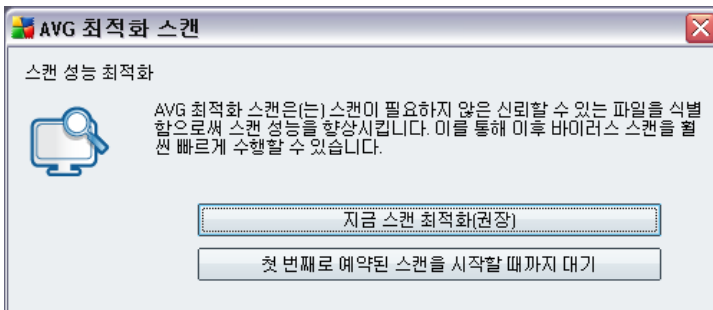 AVG 최적화 스캔
스캔 성능 최적화
AVG 최적화 스캔은(는) 스캔이 필요하지 않은 신뢰할 수 있는 파일을 식별
함으로써 스캔 성능을 향상시킵니다. 이를 통해 이후 바이러스 스캔을 훨
씬 빠르게 수행할 수 있습니다.
지금 스캔 최적화(권장)
첫 번째로 예약된 스캔을 시작할 때까지 대기